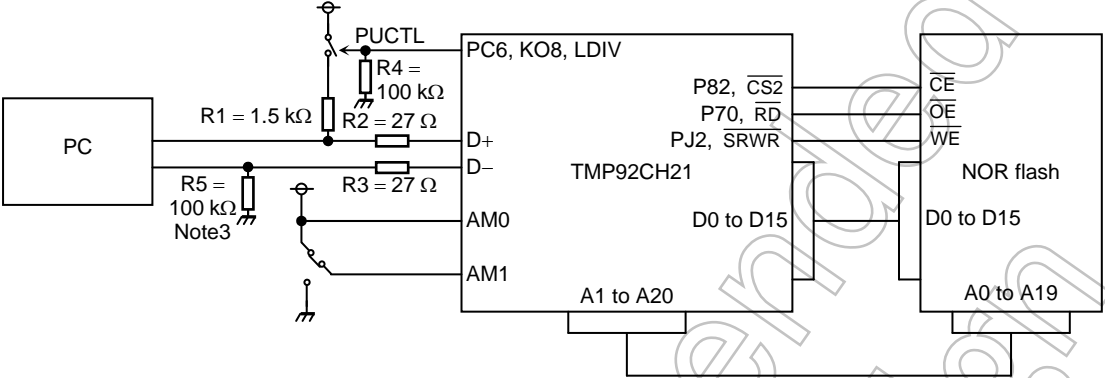 PUCTL
PC6, KO8, LDIV
R4 =
100 kΩ
P82, CS2
CE
R1 = 1.5 kΩ
R2 = 27 Ω
P70, RD
OE
PC
D+
PJ2, SRWR
WE
D−
TMP92CH21
NOR flash
R5 =
100 kΩ
Note3
R3 = 27 Ω
AM0
D0 to D15
D0 to D15
AM1
A1 to A20
A0 to A19